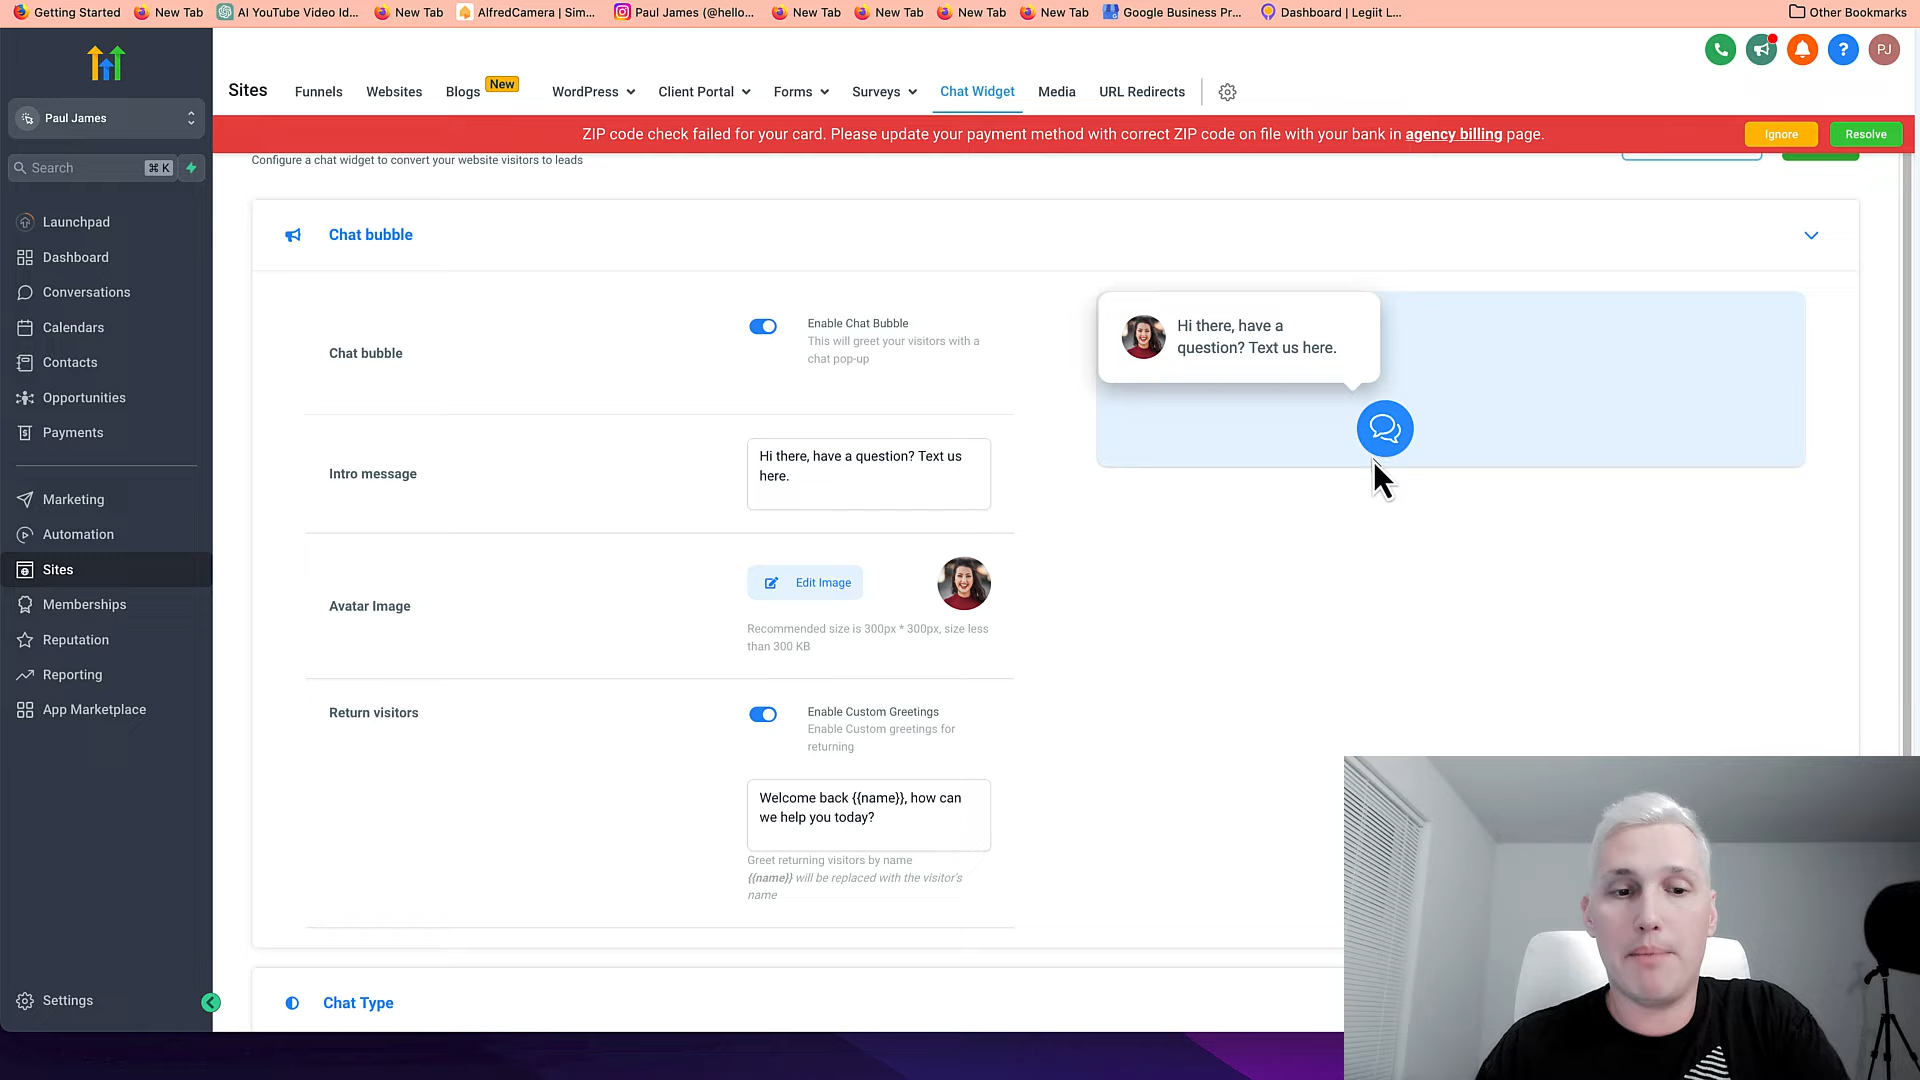 Getting Started
New Tab
AI YouTube Video Id...
New Tab
AlfredCamera | Sim...
Paul James (@hello...
New Tab
New Tab
New Tab
New Tab
Google Business Pr...
Dashboard | Legiit L...
Other Bookmarks
PJ
Sites
Funnels
Websites
Blogs
New
WordPress
Client Portal
Forms
Surveys
Chat Widget
Media
URL Redirects
ZIP code check failed for your card. Please update your payment method with correct ZIP code on file with your bank in agency billing page.
Ignore
Resolve
Paul James
Search
⌘ K
Launchpad
Dashboard
Conversations
Calendars
Contacts
Opportunities
Payments
Marketing
Automation
Sites
Memberships
Reputation
Reporting
App Marketplace
Settings
Configure a chat widget to convert your website visitors to leads
Chat bubble
Chat bubble
Enable Chat Bubble
This will greet your visitors with a
chat pop-up
Intro message
Hi there, have a question? Text us
here.
Avatar Image
Edit Image
Recommended size is 300px * 300px, size less
than 300 KB
Return visitors
Enable Custom Greetings
Enable Custom greetings for
returning
Welcome back {{name}}, how can
we help you today?
Greet returning visitors by name
{{name}} will be replaced with the visitor's
name
Hi there, have a
question? Text us here.
Chat Type